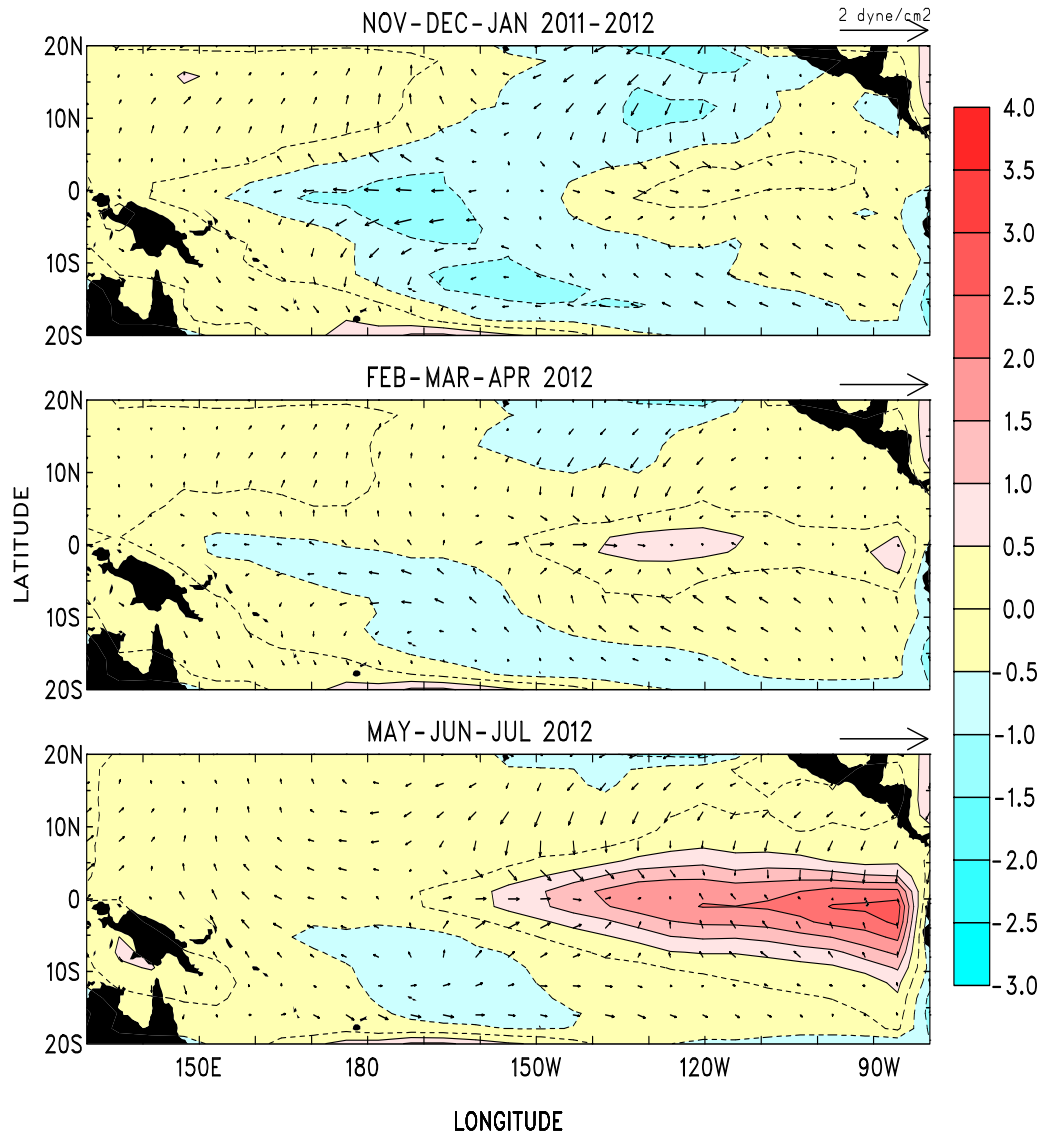 2 dyne/cm2
NOV-DEC-JAN 2011-2012
20N
10N
0
10S
20S
FEB-MAR-APR 2012
20N
10N
0
10S
20S
LATITUDE
MAY-JUN-JUL 2012
20N
10N
0
10S
20S
150E 180 150W 120W 90W
LONGITUDE
4.0
3.5
3.0
2.5
2.0
1.5
1.0
0.5
0.0
-0.5
-1.0
-1.5
-2.0
-2.5
-3.0